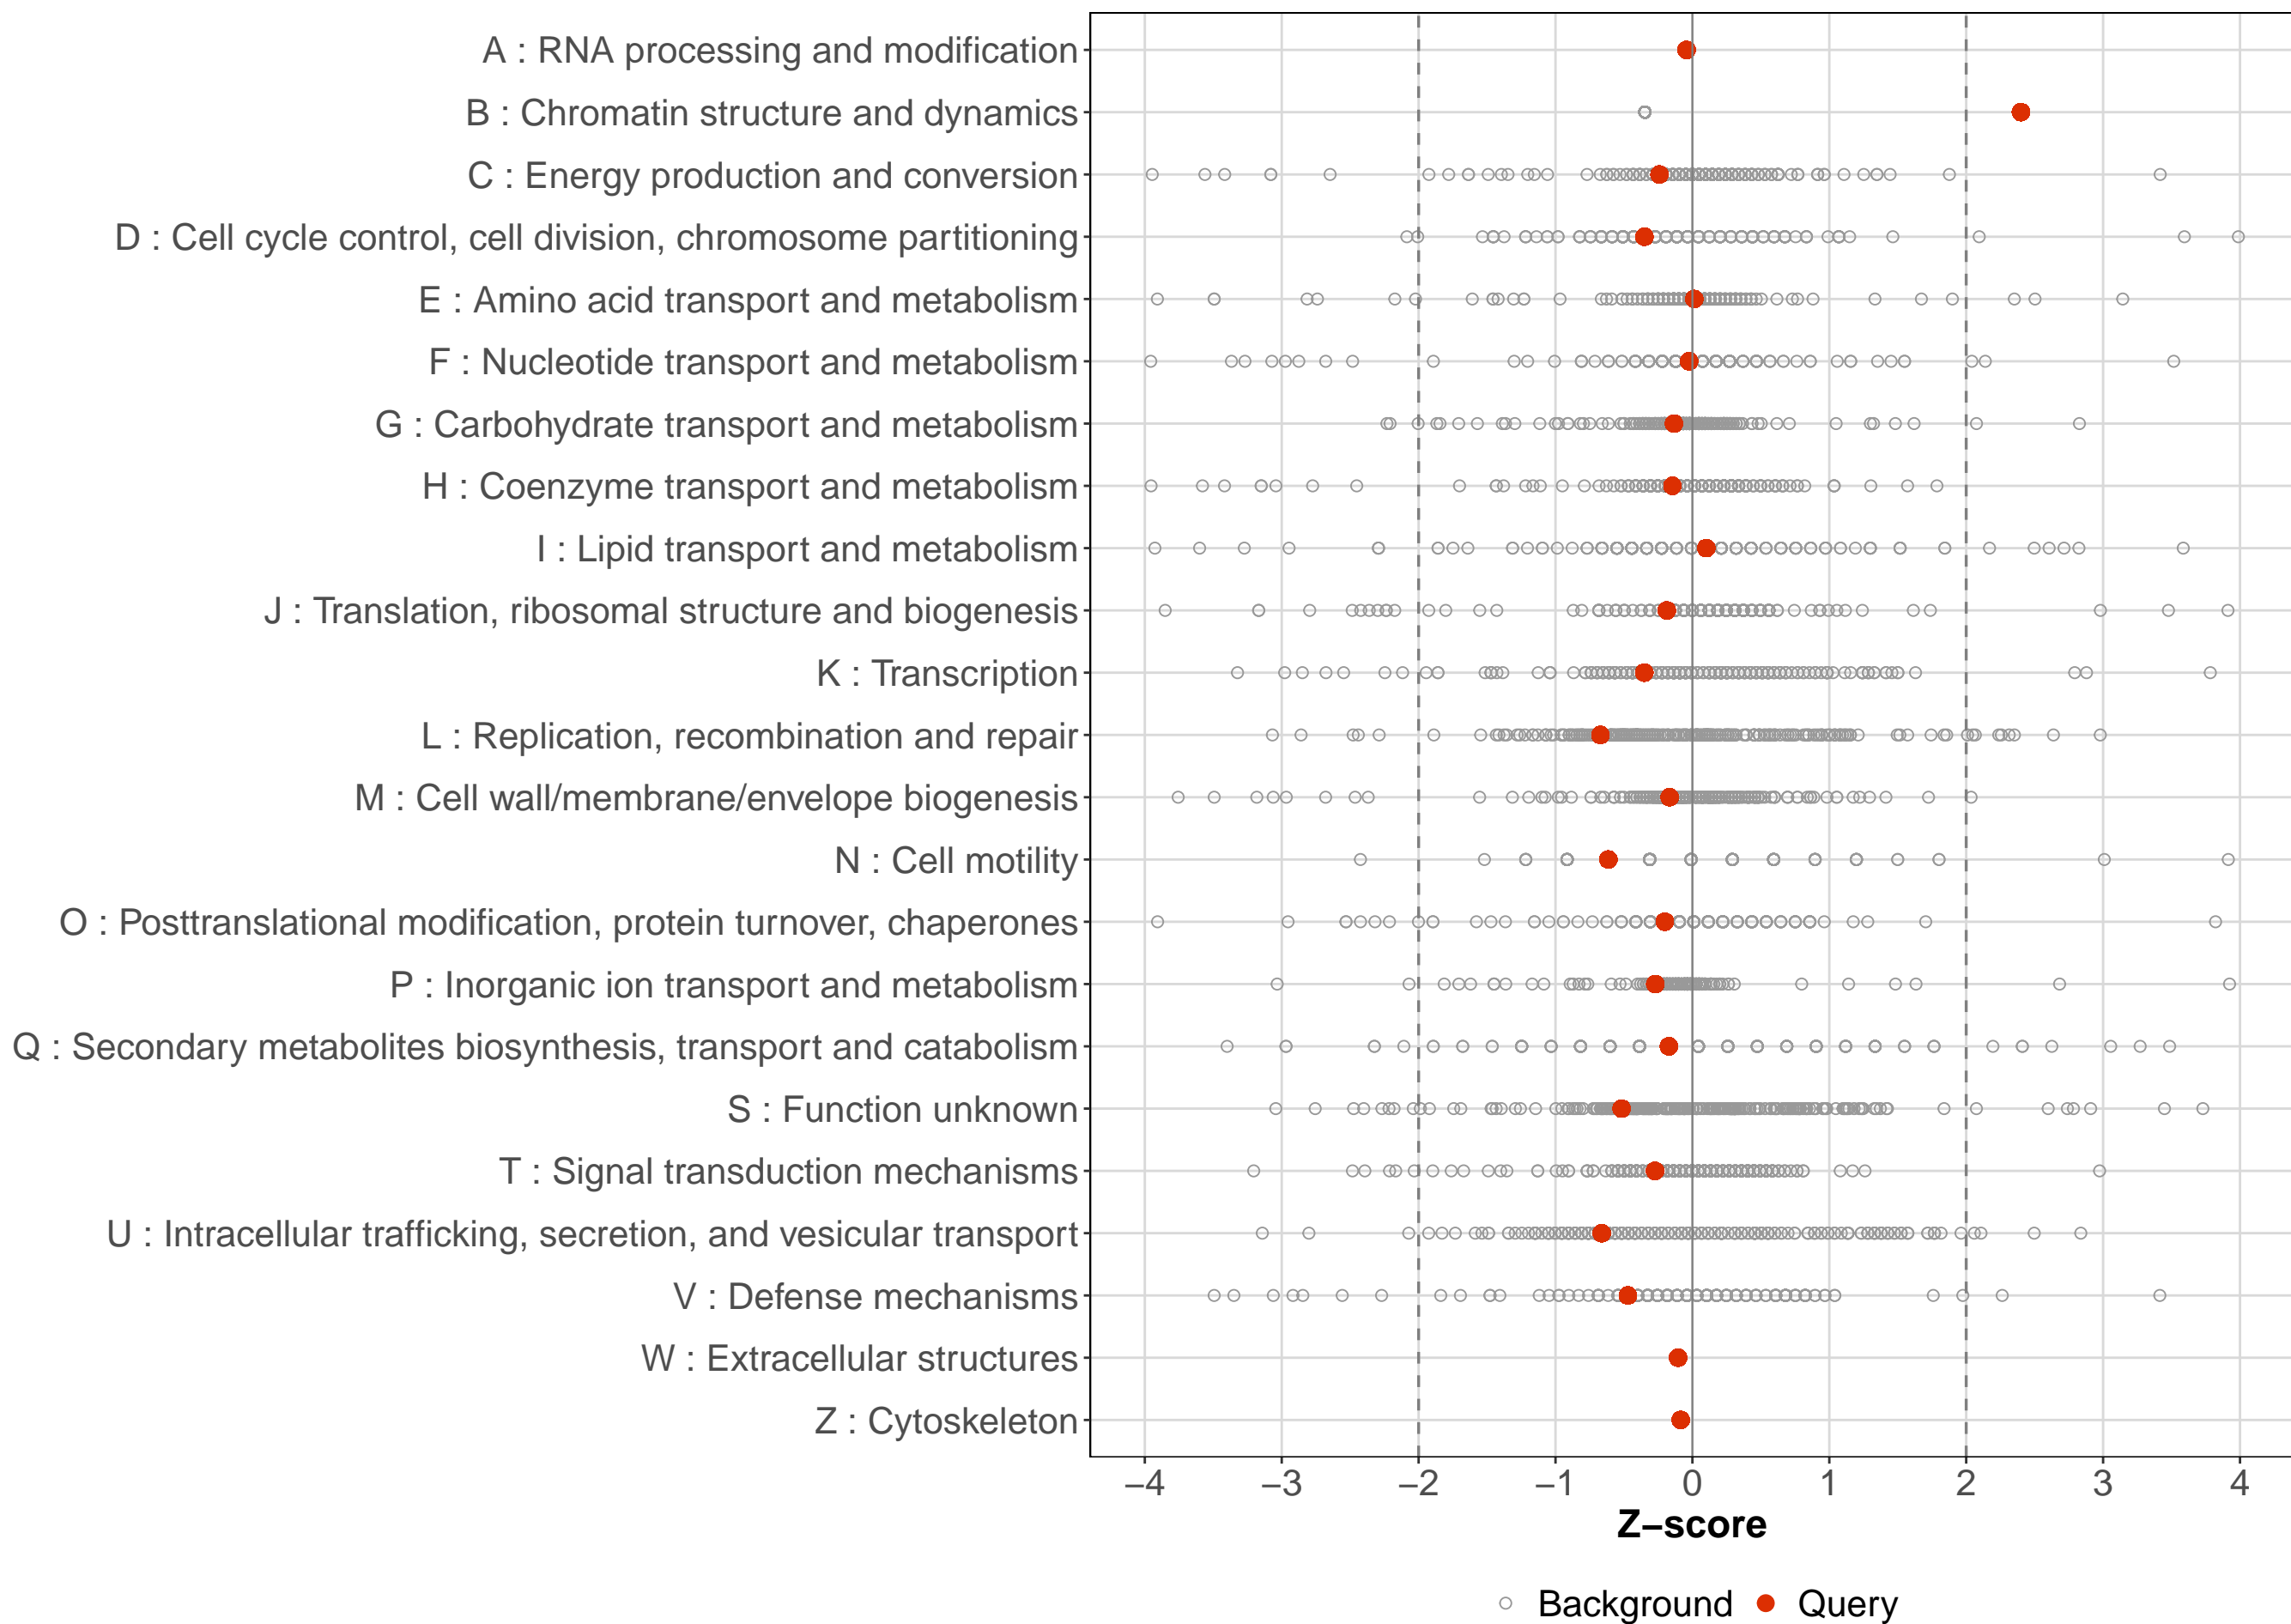 A : RNA processing and modification
B : Chromatin structure and dynamics
C : Energy production and conversion
D : Cell cycle control, cell division, chromosome partitioning
E : Amino acid transport and metabolism
F : Nucleotide transport and metabolism
G : Carbohydrate transport and metabolism
H : Coenzyme transport and metabolism
I : Lipid transport and metabolism
J : Translation, ribosomal structure and biogenesis
K : Transcription
L : Replication, recombination and repair
M : Cell wall/membrane/envelope biogenesis
N : Cell motility
O : Posttranslational modification, protein turnover, chaperones
P : Inorganic ion transport and metabolism
Q : Secondary metabolites biosynthesis, transport and catabolism
S : Function unknown
T : Signal transduction mechanisms
U : Intracellular trafficking, secretion, and vesicular transport
V : Defense mechanisms
W : Extracellular structures
Z : Cytoskeleton
−4 −3 −2 −1 0 1 2 3 4
Z−score
Background Query